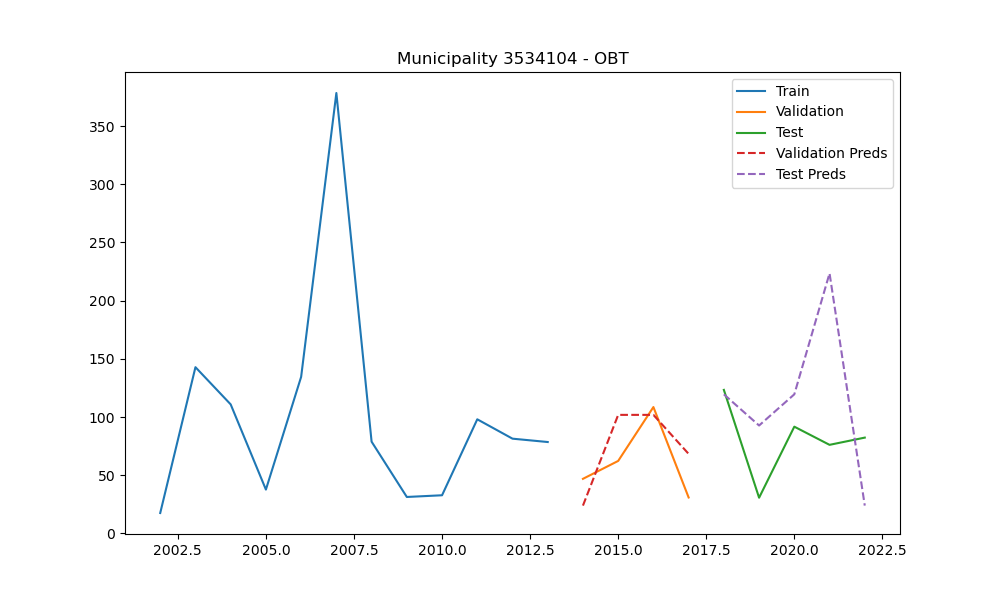 Municipality 3534104 - OBT
Train
Validation
Test
Validation Preds
Test Preds
350
300
250
200
150
100
50
0
2002.5 2005.0 2007.5 2010.0 2012.5 2015.0 2017.5 2020.0 2022.5